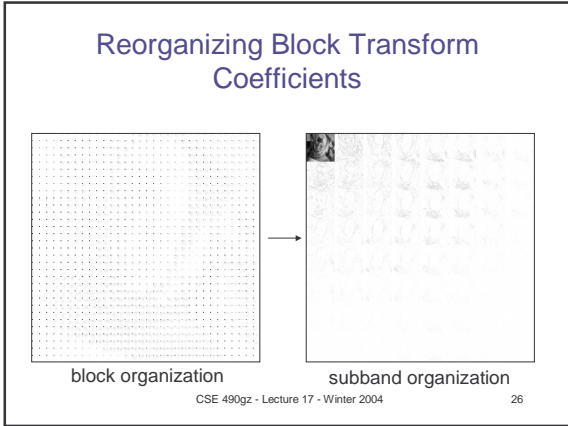 Reorganizing Block Transform
Coefficients
block organization
subband organization
CSE 490gz - Lecture 17 - Winter 2004
26